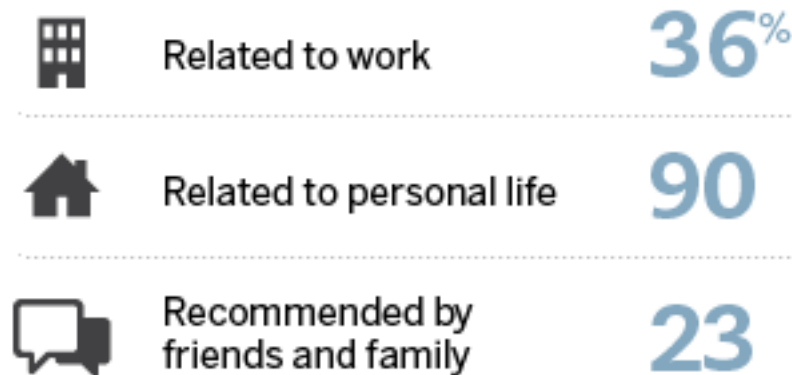 Related to work 36%
Related to personal life 90
Recommended by
friends and family 23